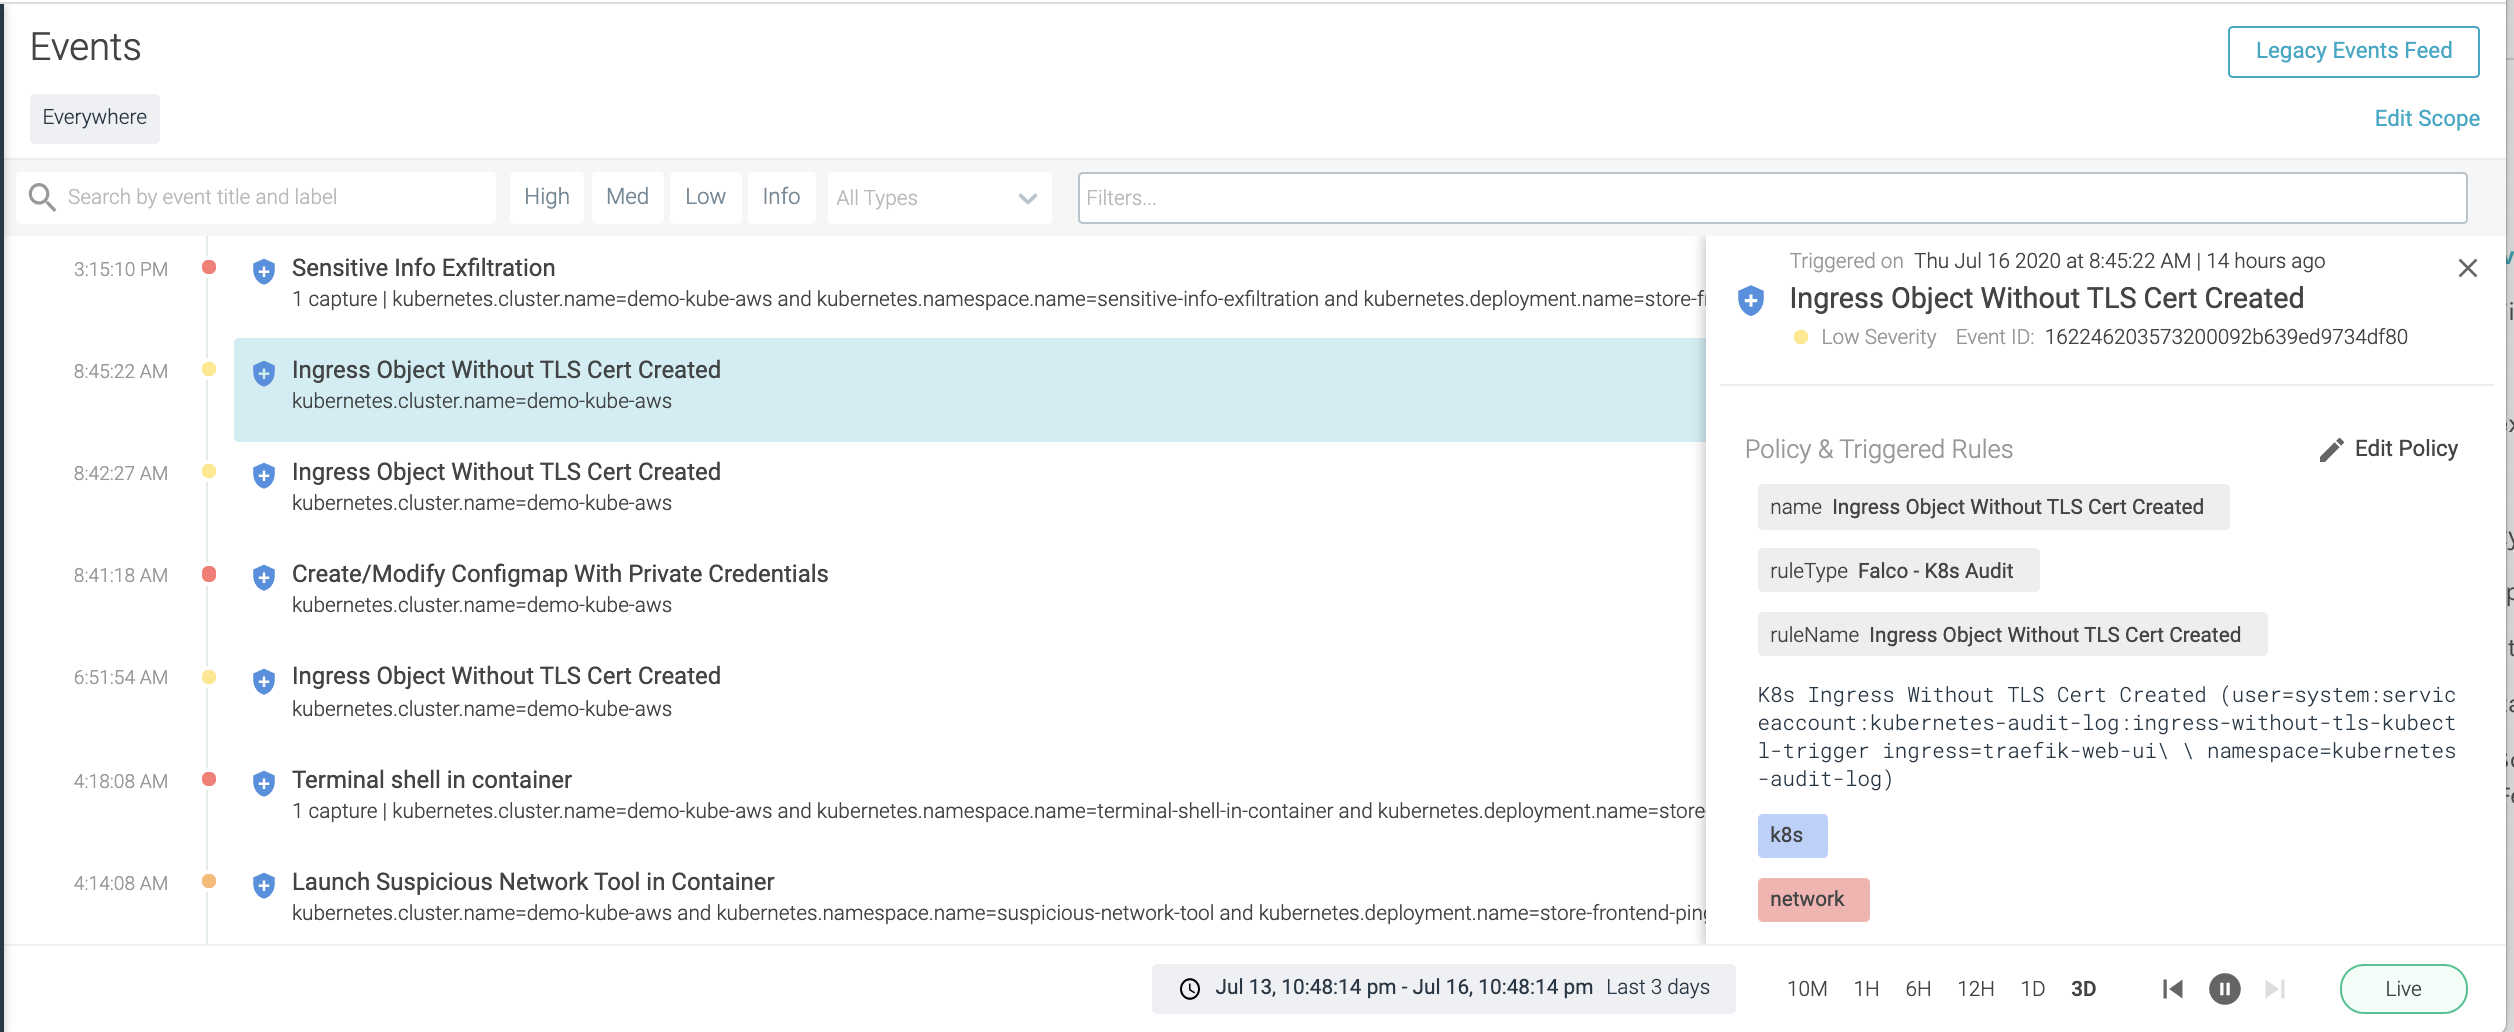 Events
Legacy Events Feed
Everywhere
Edit Scope
Search by event title and label
High
Med
Low
Info
All Types
Filters...
3:15:10 PM
Sensitive Info Exfiltration
1 capture | kubernetes.cluster.name=demo-kube-aws and kubernetes.namespace.name=sensitive-info-exfiltration and kubernetes.deployment.name=store-f
8:45:22 AM
Ingress Object Without TLS Cert Created
kubernetes.cluster.name=demo-kube-aws
8:42:27 AM
Ingress Object Without TLS Cert Created
kubernetes.cluster.name=demo-kube-aws
8:41:18 AM
Create/Modify Configmap With Private Credentials
kubernetes.cluster.name=demo-kube-aws
6:51:54 AM
Ingress Object Without TLS Cert Created
kubernetes.cluster.name=demo-kube-aws
4:18:08 AM
Terminal shell in container
1 capture | kubernetes.cluster.name=demo-kube-aws and kubernetes.namespace.name=terminal-shell-in-container and kubernetes.deployment.name=store
4:14:08 AM
Launch Suspicious Network Tool in Container
kubernetes.cluster.name=demo-kube-aws and kubernetes.namespace.name=suspicious-network-tool and kubernetes.deployment.name=store-frontend-pin
Triggered on Thu Jul 16 2020 at 8:45:22 AM | 14 hours ago
Ingress Object Without TLS Cert Created
Low Severity Event ID: 162246203573200092b639ed9734df80
Policy & Triggered Rules
Edit Policy
name Ingress Object Without TLS Cert Created
ruleType Falco - K8s Audit
ruleName Ingress Object Without TLS Cert Created
K8s Ingress Without TLS Cert Created (user=system:servic
eaccount:kubernetes-audit-log:ingress-without-tls-kubect
l-trigger ingress=traefik-web-ui\ \ namespace=kubernetes
-audit-log)
k8s
network
Jul 13, 10:48:14 pm - Jul 16, 10:48:14 pm Last 3 days
10M 1H 6H 12H 1D 3D
Live